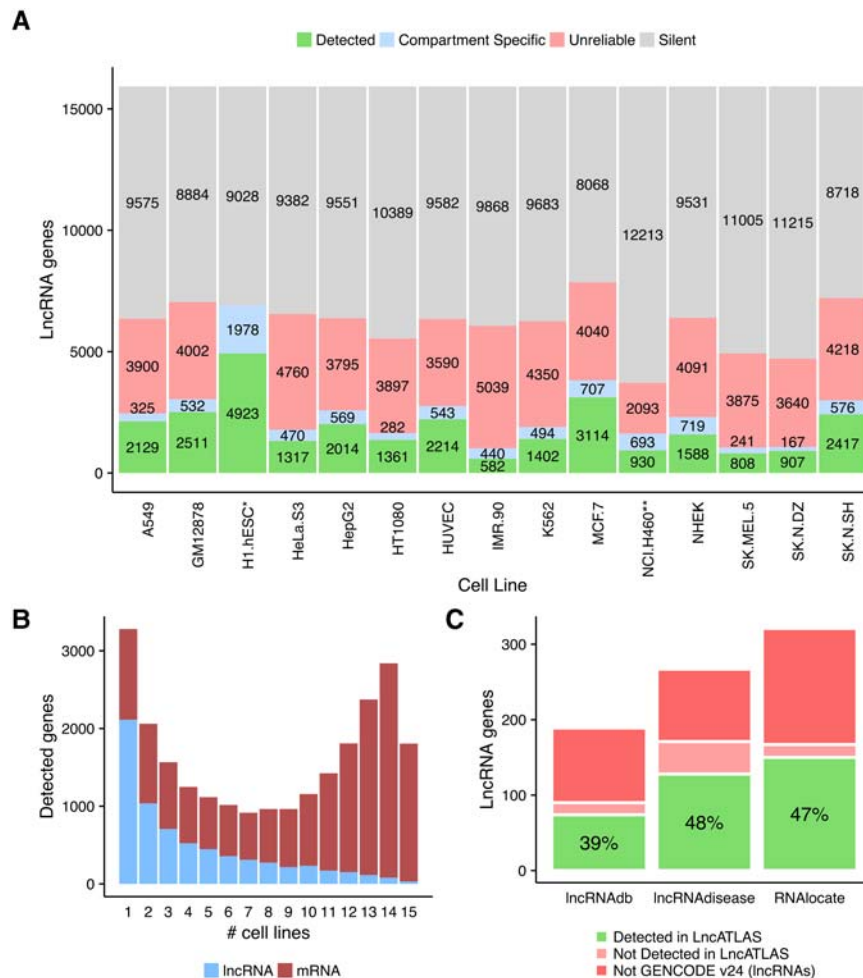 A
Detected Compartment Specific Unreliable Silent
LncRNA genes
15000
10000
5000
0
9575 8884 9028 9382 9551 10389 9582 9868 9683 8068 12213 9531 11005 11215 8718
3900 4002 4760 3795 3897 3590 5039 4350 4040 2093 4091 3875 3640 4218
325 532 1978 470 569 282 543 440 494 707 693 719 241 167 576
2129 2511 4923 1317 2014 1361 2214 582 1402 3114 930 1588 808 907 2417
A549 GM12878 H1.hESC* HeLa.S3 HepG2 HT1080 HUVEC IMR.90 K562 MCF.7 NCI.H460** NHEK SK.MEL.5 SK.N.DZ SK.N.SH
Cell Line
B
Detected genes
3000
2000
1000
0
1 2 3 4 5 6 7 8 9 10 11 12 13 14 15
# cell lines
lncRNA mRNA
C
LncRNA genes
300
200
100
0
39% 48% 47%
lncRNAdb lncRNAdisease RNAlocate
Detected in LncATLAS
Not Detected in LncATLAS
Not GENCODE v24 (lncRNAs)